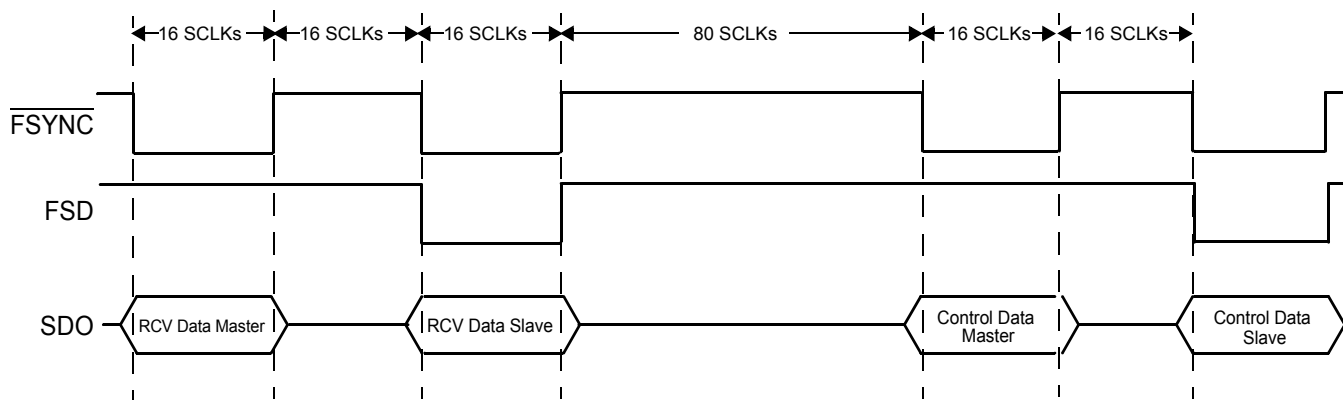 16 SCLKs 16 SCLKs 16 SCLKs 80 SCLKs 16 SCLKs 16 SCLKs
FSYNC
FSD
SDO RCV Data Master RCV Data Slave Control Data Master Control Data Slave